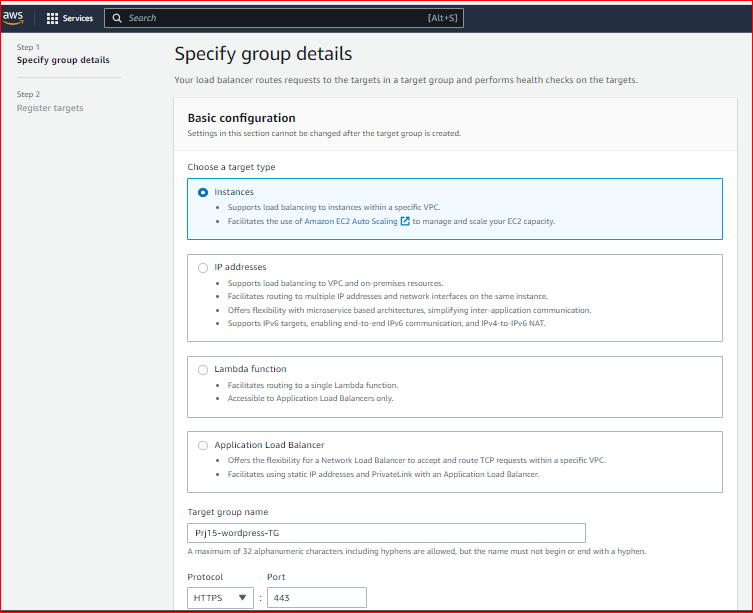 aws
Services
Search
[Alt+S]
Step 1
Specify group details
Step 2
Register targets
Specify group details
Your load balancer routes requests to the targets in a target group and performs health checks on the targets.
Basic configuration
Settings in this section cannot be changed after the target group is created.
Choose a target type
Instances
• Supports load balancing to instances within a specific VPC.
• Facilitates the use of Amazon EC2 Auto Scaling to manage and scale your EC2 capacity.
IP addresses
• Supports load balancing to VPC and on-premises resources.
• Facilitates routing to multiple IP addresses and network interfaces on the same instance.
• Offers flexibility with microservice based architectures, simplifying inter-application communication.
• Supports IPv6 targets, enabling end-to-end IPv6 communication, and IPv4-to-IPv6 NAT.
Lambda function
• Facilitates routing to a single Lambda function.
• Accessible to Application Load Balancers only.
Application Load Balancer
• Offers the flexibility for a Network Load Balancer to accept and route TCP requests within a specific VPC.
• Facilitates using static IP addresses and PrivateLink with an Application Load Balancer.
Target group name
Prj15-wordpress-TG
A maximum of 32 alphanumeric characters including hyphens are allowed, but the name must not begin or end with a hyphen.
Protocol Port
HTTPS : 443